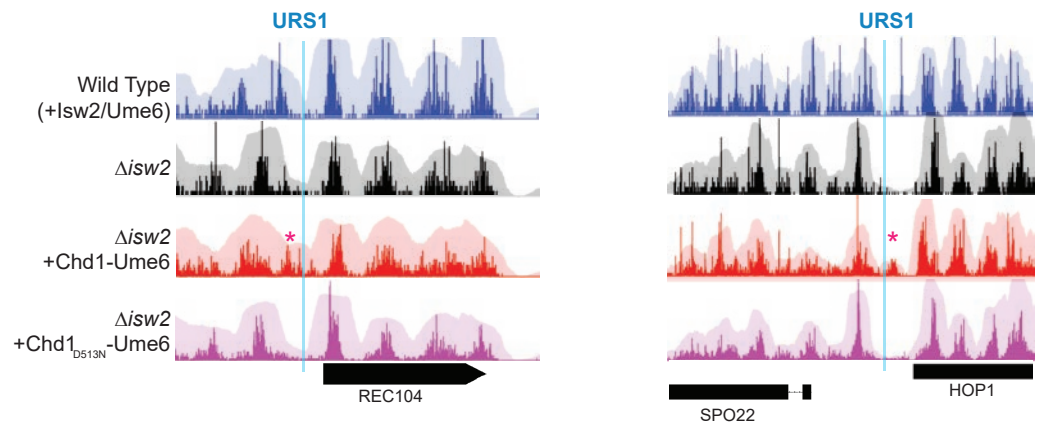 URS1
URS1
Wild Type
(+Isw2/Ume6)
Δisw2
*
*
Δisw2
+Chd1-Ume6
Δisw2
+Chd1D513N-Ume6
REC104
HOP1
SPO22